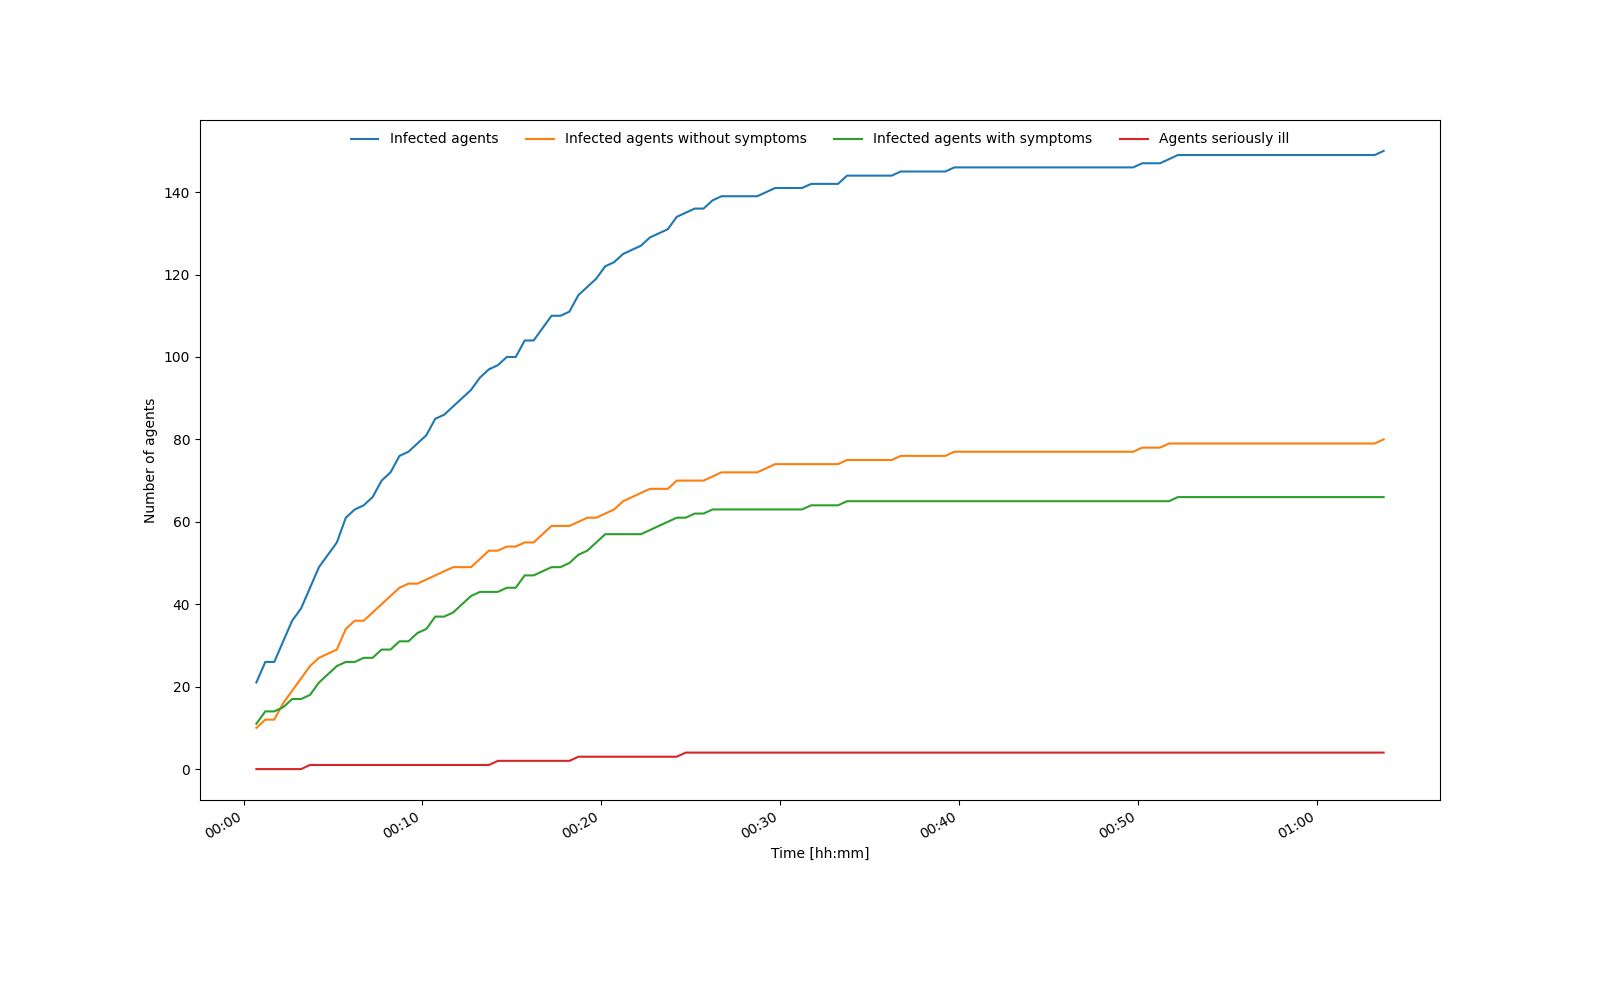 Infected agents Infected agents without symptoms Infected agents with symptoms Agents seriously ill
140
120
100
80
60
40
20
0
Number of agents
00:00 00:10 00:20 00:30 00:40 00:50 01:00
Time [hh:mm]